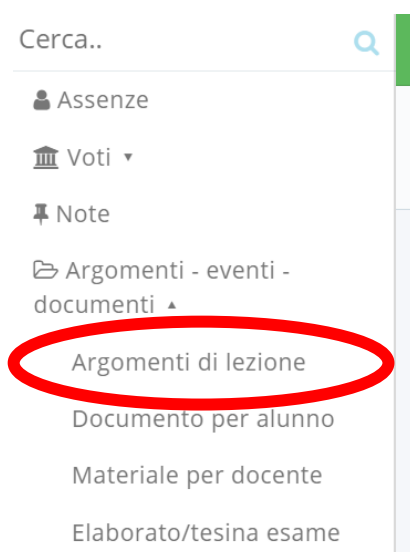 Cerca..
Assenze
Voti
Note
Argomenti - eventi -
documenti
Argomenti di lezione
Documento per alunno
Materiale per docente
Elaborato/tesina esame